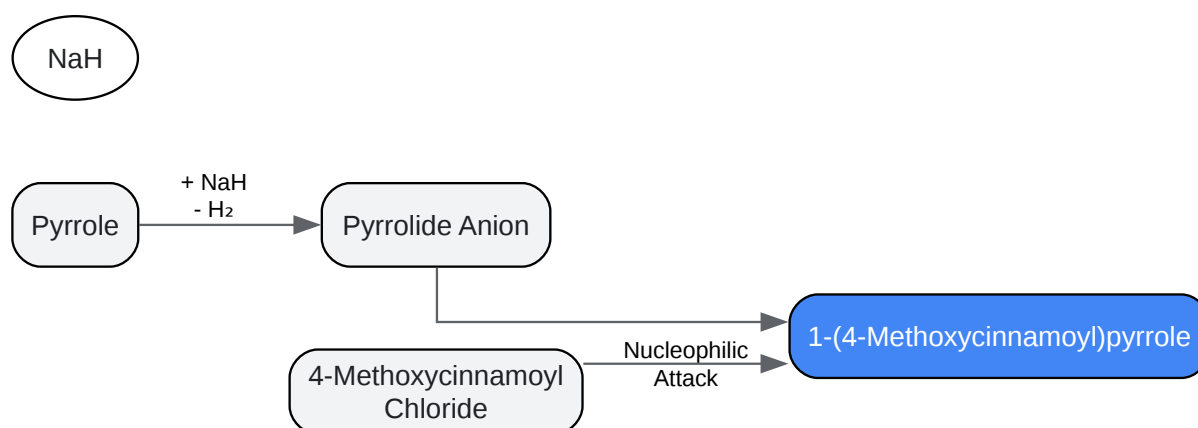 NaH
+ NaH
- H₂
Pyrrole
Pyrrolide Anion
1-(4-Methoxycinnamoyl)pyrrole
Nucleophilic
Attack
4-Methoxycinnamoyl
Chloride